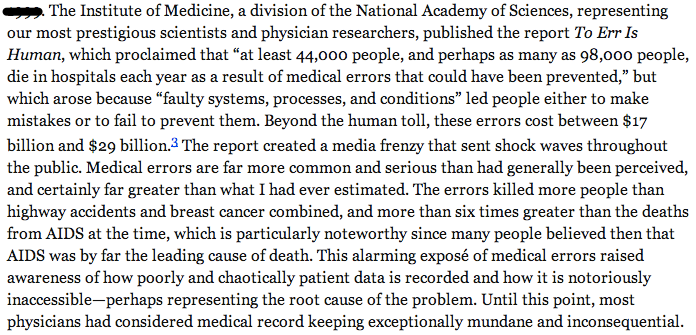 . The Institute of Medicine, a division of the National Academy of Sciences, representing
our most prestigious scientists and physician researchers, published the report To Err Is
Human, which proclaimed that “at least 44,000 people, and perhaps as many as 98,000 people,
die in hospitals each year as a result of medical errors that could have been prevented,” but
which arose because “faulty systems, processes, and conditions” led people either to make
mistakes or to fail to prevent them. Beyond the human toll, these errors cost between $17
billion and $29 billion.3 The report created a media frenzy that sent shock waves throughout
the public. Medical errors are far more common and serious than had generally been perceived,
and certainly far greater than what I had ever estimated. The errors killed more people than
highway accidents and breast cancer combined, and more than six times greater than the deaths
from AIDS at the time, which is particularly noteworthy since many people believed then that
AIDS was by far the leading cause of death. This alarming exposé of medical errors raised
awareness of how poorly and chaotically patient data is recorded and how it is notoriously
inaccessible—perhaps representing the root cause of the problem. Until this point, most
physicians had considered medical record keeping exceptionally mundane and inconsequential.